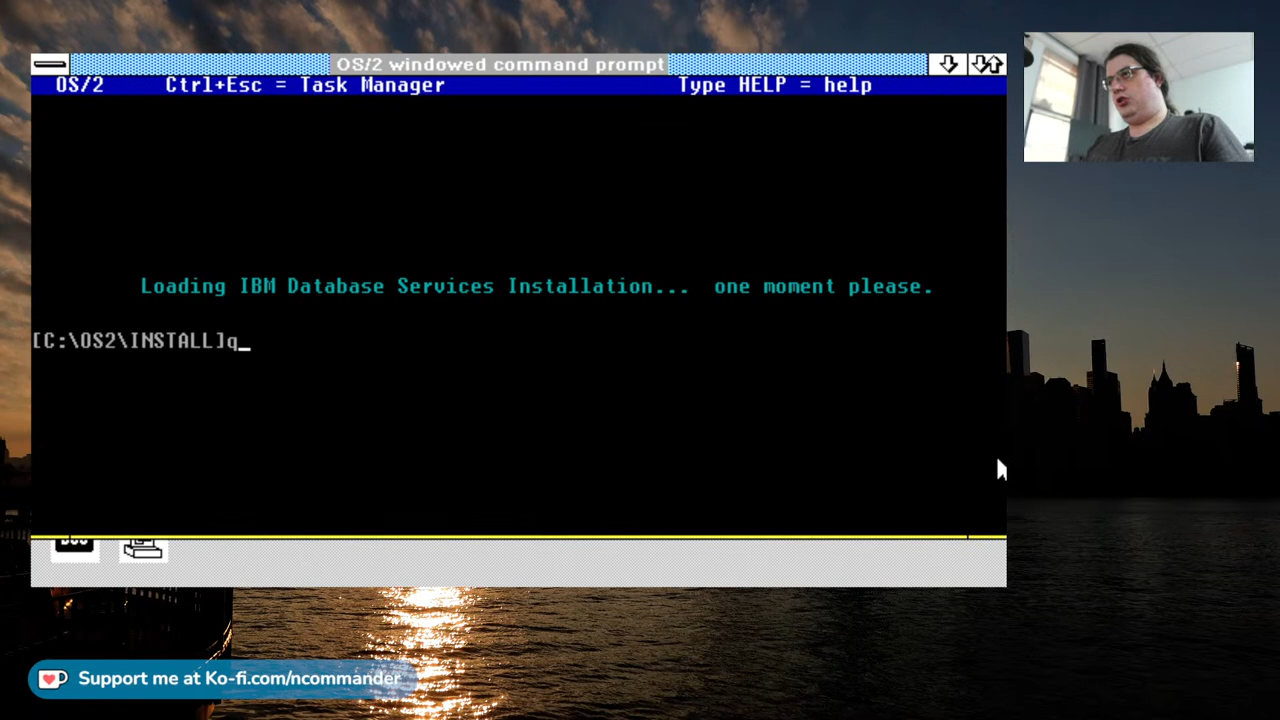 OS/2 windowed command prompt
OS/2 Ctrl+Esc = Task Manager Type HELP = help
Loading IBM Database Services Installation... one moment please.
[C:\OS2\INSTALL]q_
Support me at Ko-fi.com/ncommander